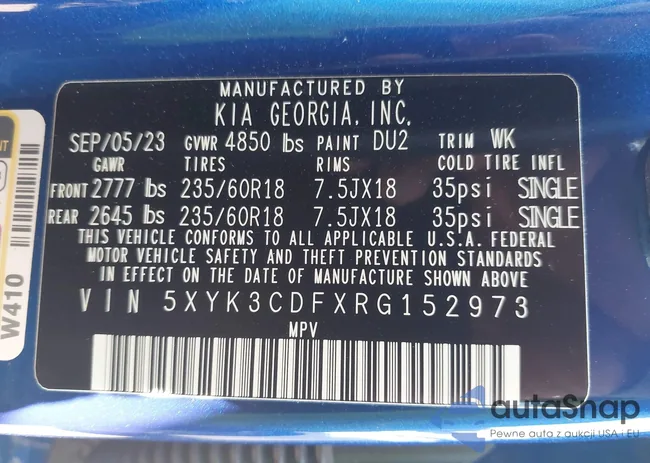 MANUFACTURED BY
KIA GEORGIA, INC.
SEP/05/23 GVWR 4850 lbs PAINT DU2 TRIM WK
GAWR TIRES RIMS COLD TIRE INFL
FRONT 2777 lbs 235/60R18 7.5JX18 35psi SINGLE
REAR 2645 lbs 235/60R18 7.5JX18 35psi SINGLE
THIS VEHICLE CONFORMS TO ALL APPLICABLE U.S.A. FEDERAL
MOTOR VEHICLE SAFETY AND THEFT PREVENTION STANDARDS
IN EFFECT ON THE DATE OF MANUFACTURE SHOWN ABOVE
VIN 5XYK3CDFXRG152973
MPV
W410
autoSnap
Pewne auta z aukcji USA i EU